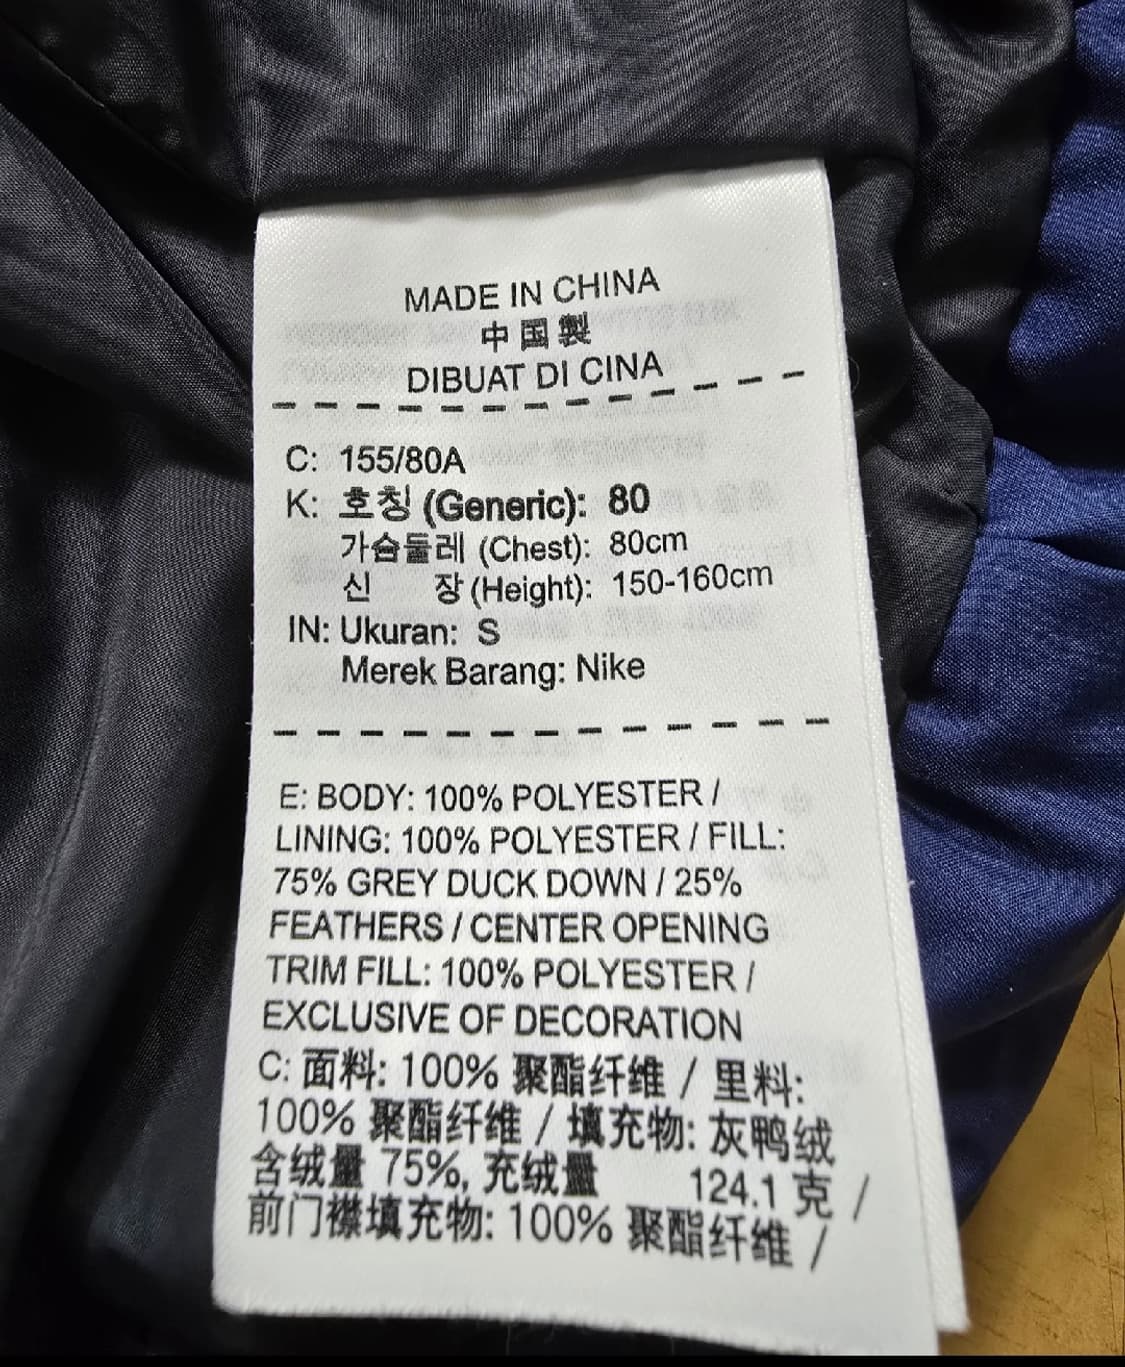 MADE IN CHINA
中国製
DIBUAT DI CINA
C: 155/80A
K: 호칭 (Generic): 80
가슴둘레 (Chest): 80cm
신 장 (Height): 150-160cm
IN: Ukuran: S
Merek Barang: Nike
E: BODY: 100% POLYESTER /
LINING: 100% POLYESTER / FILL:
75% GREY DUCK DOWN / 25%
FEATHERS / CENTER OPENING
TRIM FILL: 100% POLYESTER /
EXCLUSIVE OF DECORATION
C: 面料: 100% 聚酯纤维 / 里料:
100% 聚酯纤维 / 填充物: 灰鸭绒
含绒量 75%, 充绒量 124.1 克 /
前门襟填充物: 100% 聚酯纤维 /